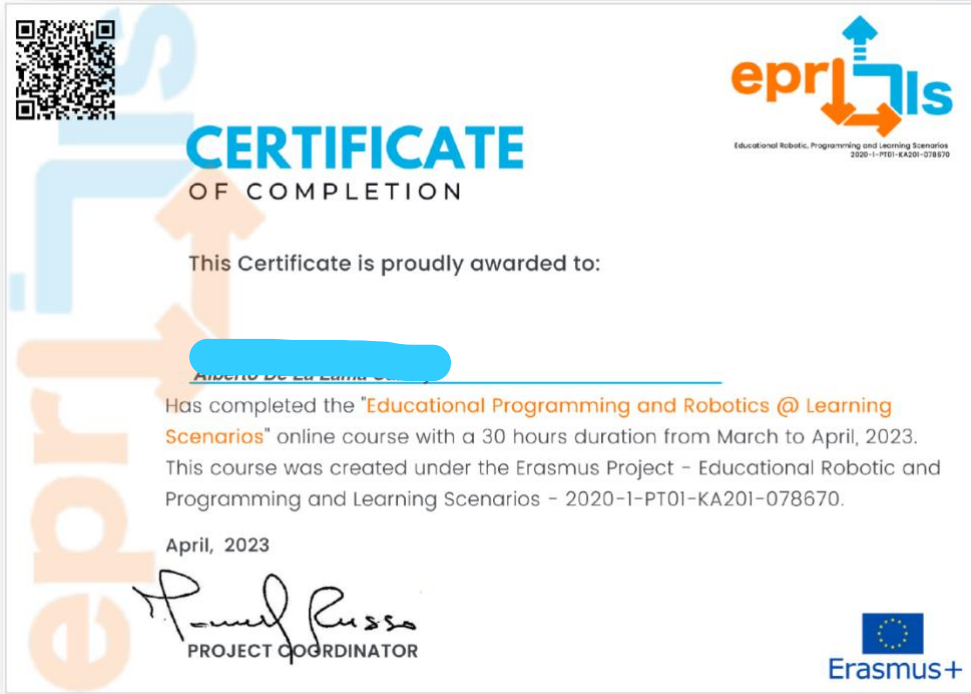 epr ls
Educational Robotic, Programming and Learning Scenarios
2020-1-PT01-KA201-078670
CERTIFICATE
OF COMPLETION
This Certificate is proudly awarded to:
Has completed the "Educational Programming and Robotics @ Learning
Scenarios" online course with a 30 hours duration from March to April, 2023.
This course was created under the Erasmus Project - Educational Robotic and
Programming and Learning Scenarios - 2020-1-PT01-KA201-078670.
April, 2023
Russo
PROJECT COORDINATOR
Erasmus+